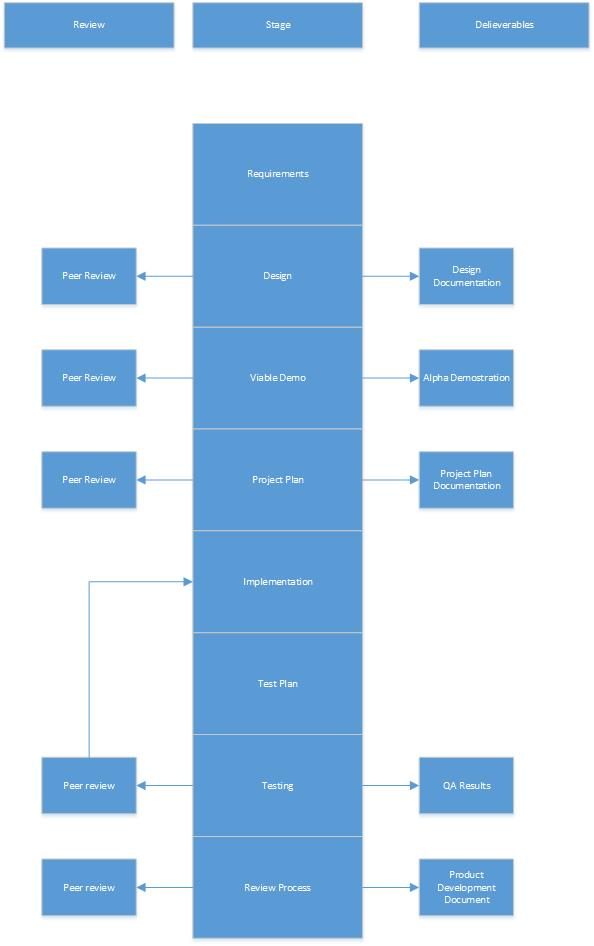 Review
Stage
Delieverables
Requirements
Peer Review
Design
Design
Documentation
Peer Review
Viable Demo
Alpha Demostration
Peer Review
Project Plan
Project Plan
Documentation
Implementation
Test Plan
Peer review
Testing
QA Results
Peer review
Review Process
Product
Development
Document